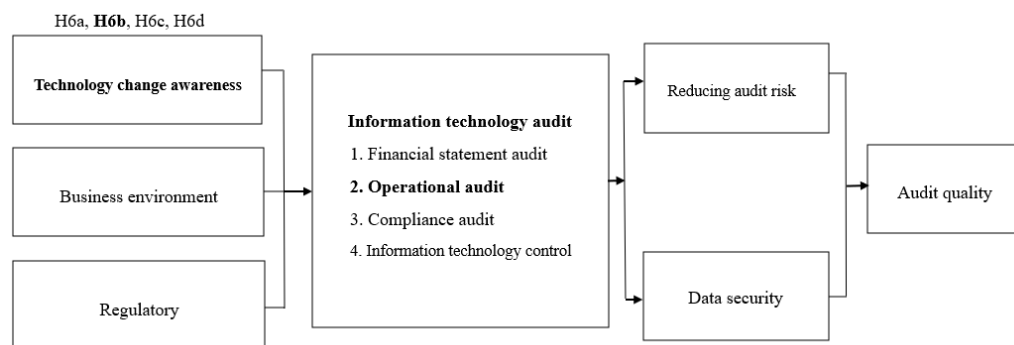 H6a, H6b, H6c, H6d
Technology change awareness
Business environment
Regulatory
Information technology audit
1. Financial statement audit
2. Operational audit
3. Compliance audit
4. Information technology control
Reducing audit risk
Data security
Audit quality